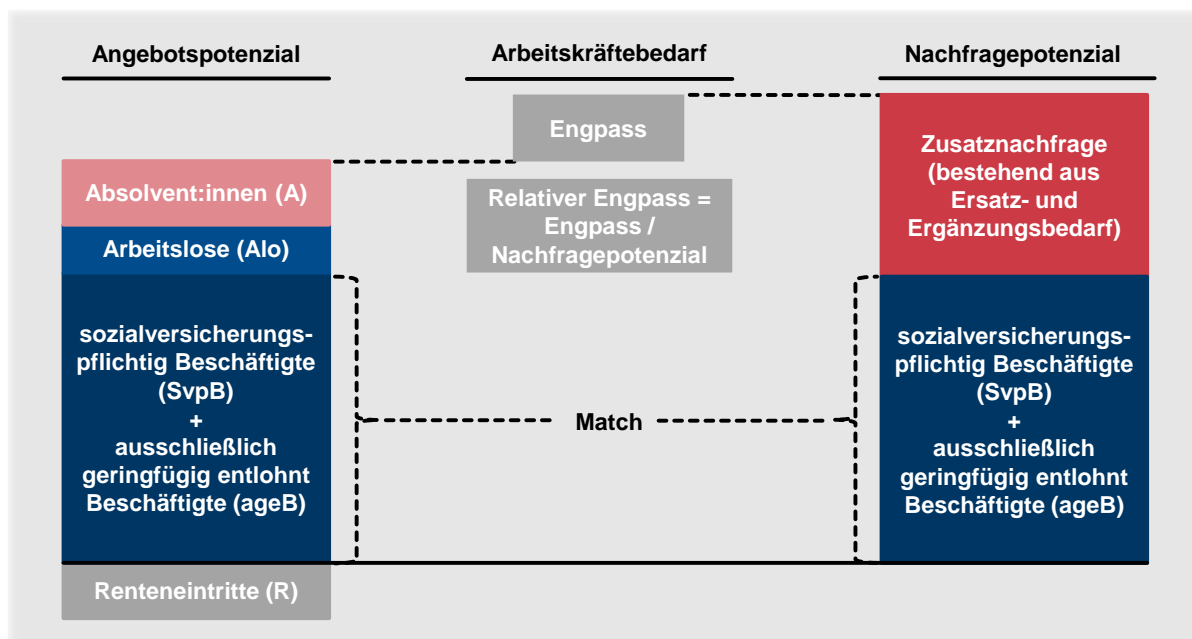 Angebotspotenzial
Absolvent:innen (A)
Arbeitslose (Alo)
sozialversicherungs-
pflichtig Beschäftigte
(SvpB)
+
ausschließlich
geringfügig entlohnt
Beschäftigte (ageB)
Renteneintritte (R)
Arbeitskräftebedarf
Engpass
Relativer Engpass =
Engpass /
Nachfragepotenzial
Match
Nachfragepotenzial
Zusatznachfrage
(bestehend aus
Ersatz- und
Ergänzungsbedarf)
sozialversicherungs-
pflichtig Beschäftigte
(SvpB)
+
ausschließlich
geringfügig entlohnt
Beschäftigte (ageB)